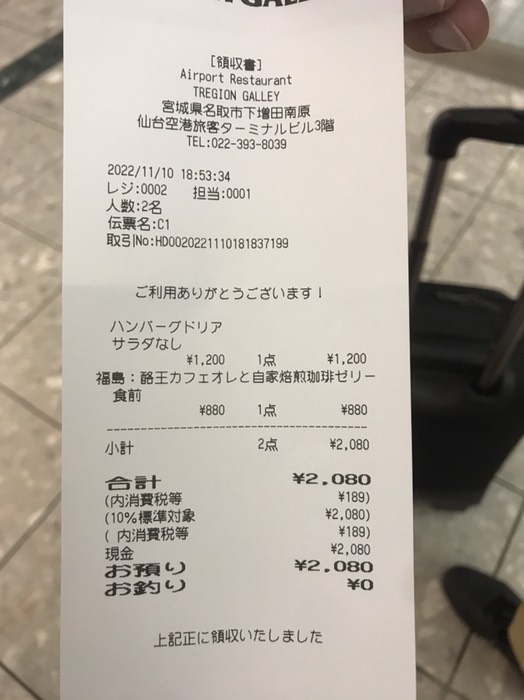 [領収書]
Airport Restaurant
TREGION GALLEY
宮城県名取市下増田南原
仙台空港旅客ターミナルビル3階
TEL:022-393-8039
2022/11/10 18:53:34
レジ:0002 担当:0001
人数:2名
伝票名:C1
取引No:HD0020221110181837199
ご利用ありがとうございます!
ハンバーグドリア
サラダなし
¥1,200 1点 ¥1,200
福島:酪王カフェオレと自家焙煎珈琲ゼリー
食前
¥880 1点 ¥880
小計 2点 ¥2,080
合計 ¥2,080
(内消費税等 ¥189)
(10%標準対象 ¥2,080)
( 内消費税等 ¥189)
現金 ¥2,080
お預り ¥2,080
お釣り ¥0
上記正に領収いたしました